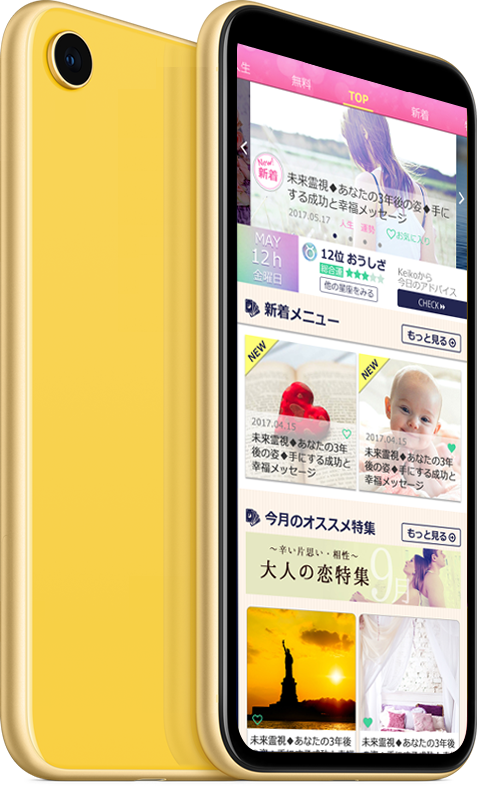 人生
無料
TOP
新着
New!
新着
未来霊視◆あなたの3年後の姿◆手に
する成功と幸福メッセージ
2017.05.17 人生 運勢
お気に入り
MAY
12h
金曜日
12位 おうしざ
総合運 ★★★☆☆
他の星座をみる
Keikoから
今日のアドバイス
CHECK
新着メニュー
もっと見る
NEW
2017.04.15
未来霊視◆あなたの3年
後の姿◆手にする成功と
幸福メッセージ
NEW
2017.04.15
未来霊視◆あなたの3年
後の姿◆手にする成功と
幸福メッセージ
今月のオススメ特集
もっと見る
～辛い片思い・相性～
大人の恋特集
9月
未来霊視◆あなたの3年後
未来霊視◆あなたの3年後